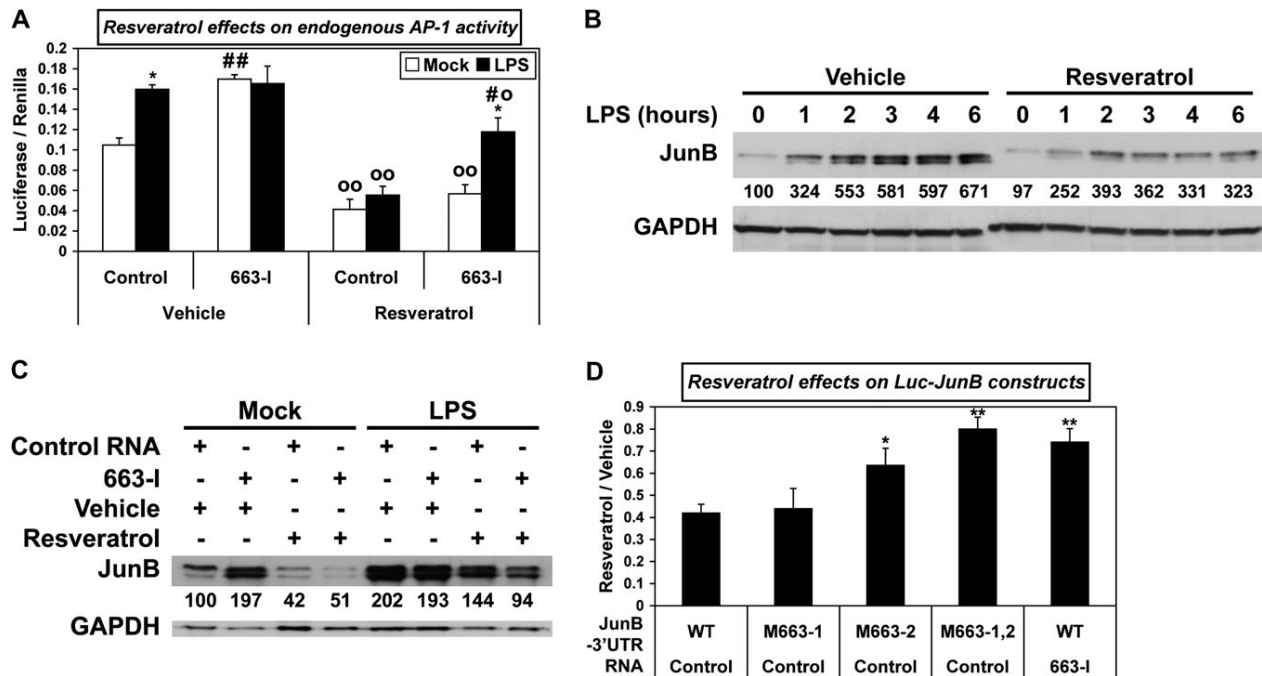 A
Resveratrol effects on endogenous AP-1 activity
Luciferase / Renilla
0.2
0.18
0.16
0.14
0.12
0.1
0.08
0.06
0.04
0.02
0
Mock LPS
* ## oo oo oo #o *
Control 663-I Control 663-I
Vehicle Resveratrol
B
Vehicle Resveratrol
LPS (hours) 0 1 2 3 4 6 0 1 2 3 4 6
JunB
100 324 553 581 597 671 97 252 393 362 331 323
GAPDH
C
Mock LPS
Control RNA + - + - + - + -
663-I - + - + - + - +
Vehicle + + - - + + - -
Resveratrol - - + + - - + +
JunB
100 197 42 51 202 193 144 94
GAPDH
D
Resveratrol effects on Luc-JunB constructs
Resveratrol / Vehicle
0.9
0.8
0.7
0.6
0.5
0.4
0.3
0.2
0.1
0
* ** **
JunB
-3'UTR
WT M663-1 M663-2 M663-1,2 WT
RNA Control Control Control Control 663-I